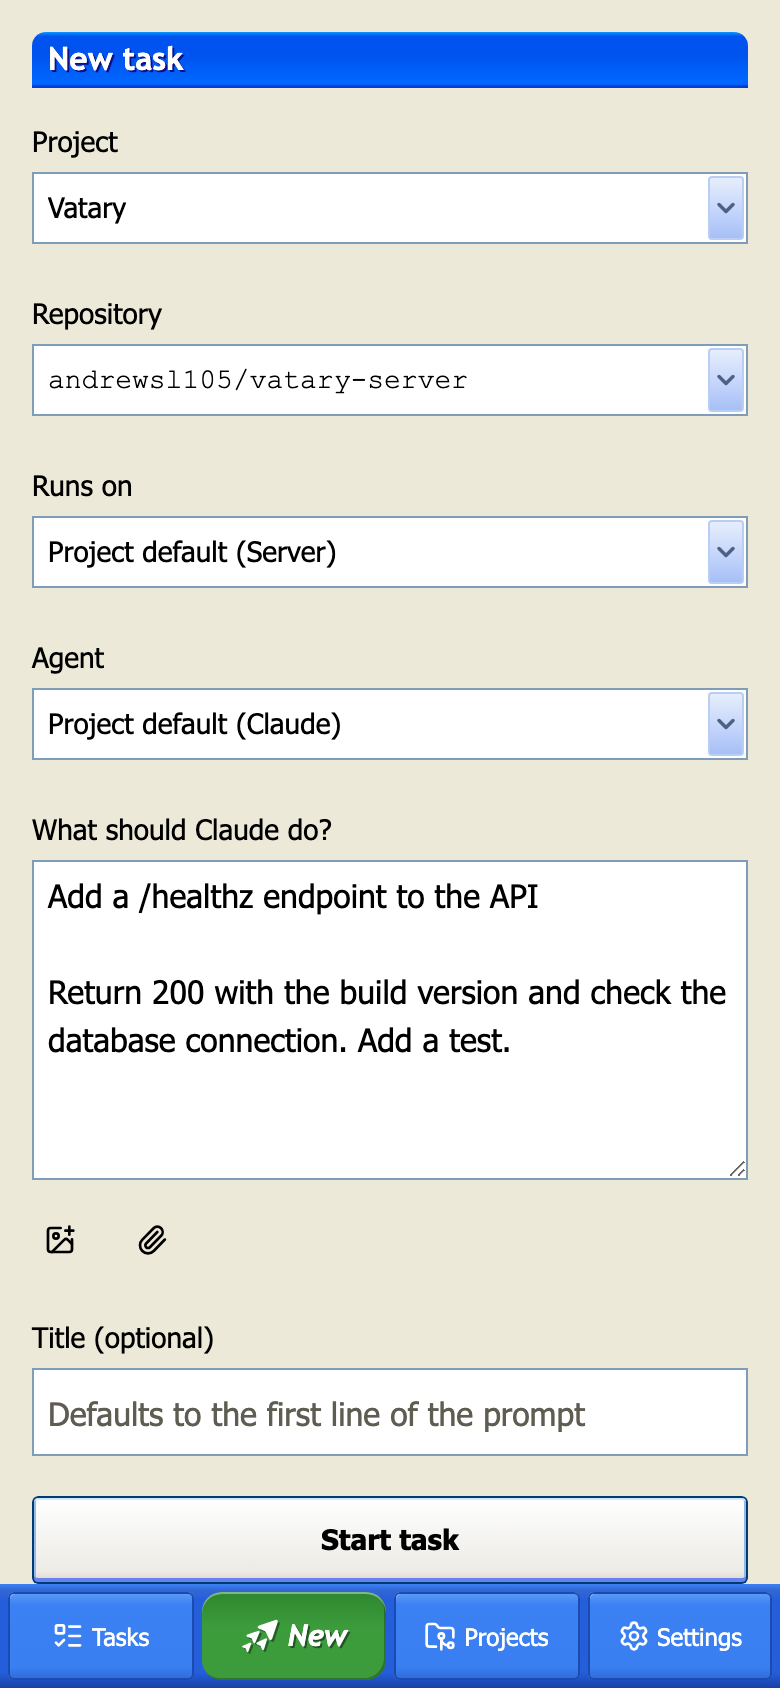 New task
Project
Vatary
Repository
andrewsl105/vatary-server
Runs on
Project default (Server)
Agent
Project default (Claude)
What should Claude do?
Add a /healthz endpoint to the API
Return 200 with the build version and check the
database connection. Add a test.
Title (optional)
Defaults to the first line of the prompt
Start task
Tasks
New
Projects
Settings